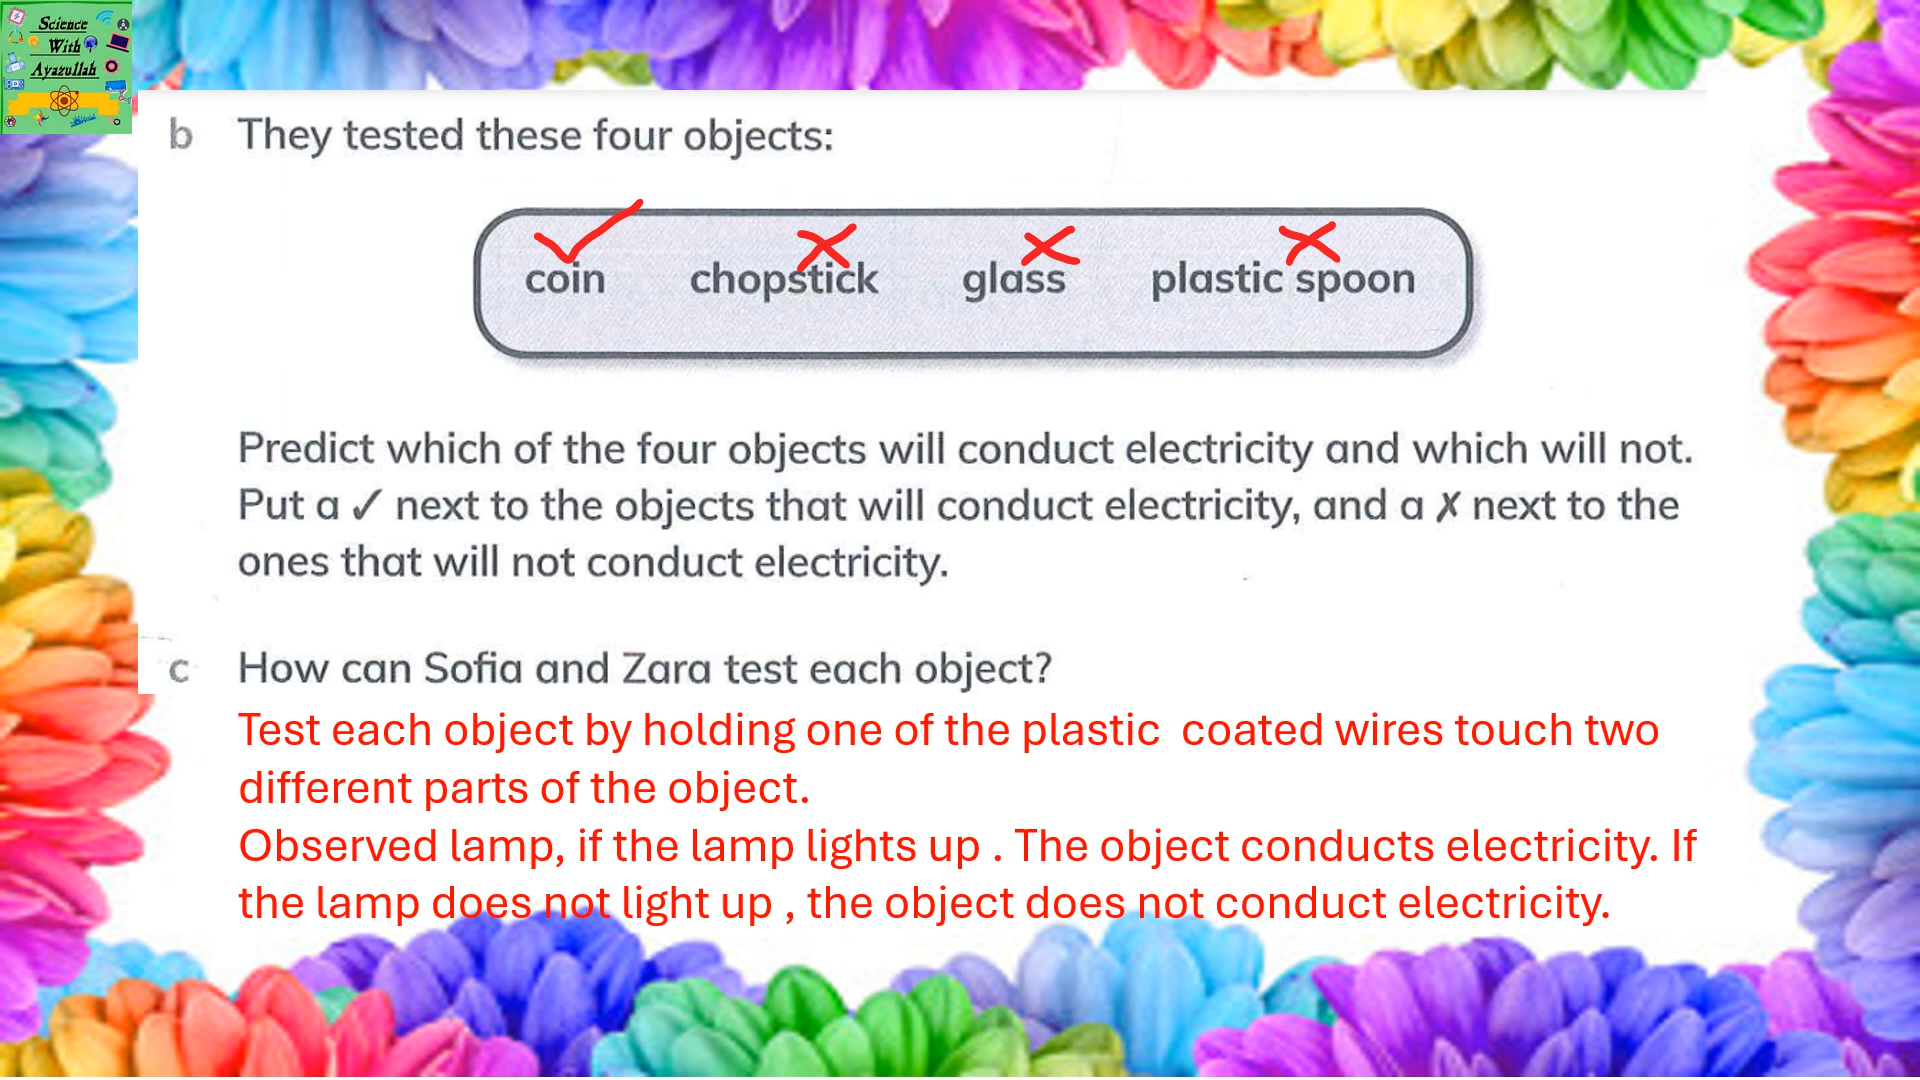 Science
With
Ayazullah
b They tested these four objects:
coin chopstick glass plastic spoon
Predict which of the four objects will conduct electricity and which will not.
Put a ✓ next to the objects that will conduct electricity, and a ✗ next to the
ones that will not conduct electricity.
c How can Sofia and Zara test each object?
Test each object by holding one of the plastic coated wires touch two
different parts of the object.
Observed lamp, if the lamp lights up . The object conducts electricity. If
the lamp does not light up , the object does not conduct electricity.